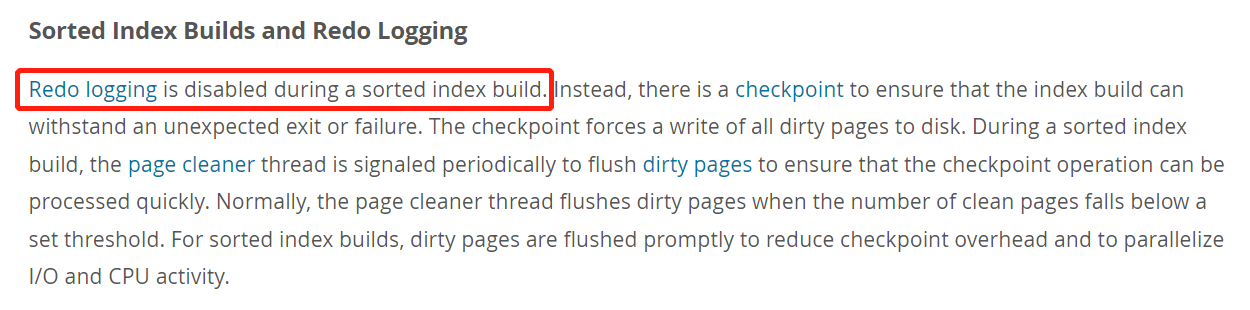 Sorted Index Builds and Redo Logging
Redo logging is disabled during a sorted index build. Instead, there is a checkpoint to ensure that the index build can
withstand an unexpected exit or failure. The checkpoint forces a write of all dirty pages to disk. During a sorted index
build, the page cleaner thread is signaled periodically to flush dirty pages to ensure that the checkpoint operation can be
processed quickly. Normally, the page cleaner thread flushes dirty pages when the number of clean pages falls below a
set threshold. For sorted index builds, dirty pages are flushed promptly to reduce checkpoint overhead and to parallelize
I/O and CPU activity.